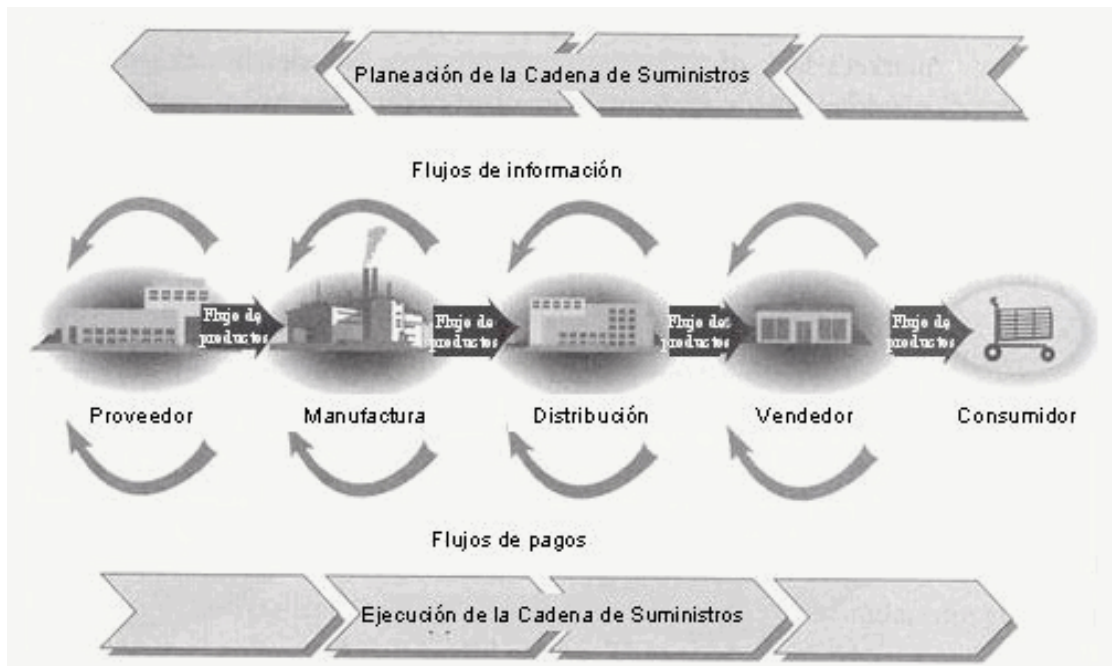 Planeación de la Cadena de Suministros
Flujos de información
Flujo de
productos
Flujo de
productos
Flujo de
productos
Flujo de
productos
Proveedor
Manufactura
Distribución
Vendedor
Consumidor
Flujos de pagos
Ejecución de la Cadena de Suministros